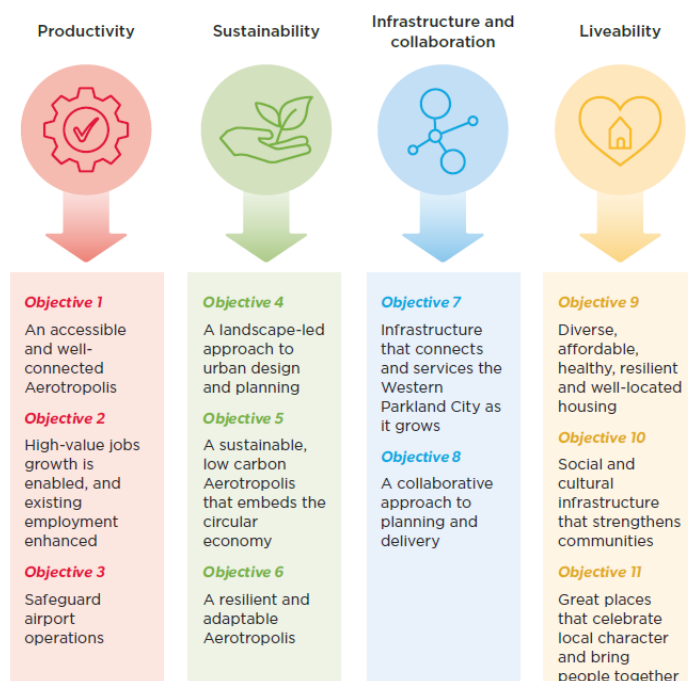 Productivity
Sustainability
Infrastructure and
collaboration
Liveability
Objective 1
An accessible
and well-
connected
Aerotropolis
Objective 2
High-value jobs
growth is
enabled, and
existing
employment
enhanced
Objective 3
Safeguard
airport
operations
Objective 4
A landscape-led
approach to
urban design
and planning
Objective 5
A sustainable,
low carbon
Aerotropolis
that embeds the
circular
economy
Objective 6
A resilient and
adaptable
Aerotropolis
Objective 7
Infrastructure
that connects
and services the
Western
Parkland City as
it grows
Objective 8
A collaborative
approach to
planning and
delivery
Objective 9
Diverse,
affordable,
healthy, resilient
and well-located
housing
Objective 10
Social and
cultural
infrastructure
that strengthens
communities
Objective 11
Great places
that celebrate
local character
and bring
people together